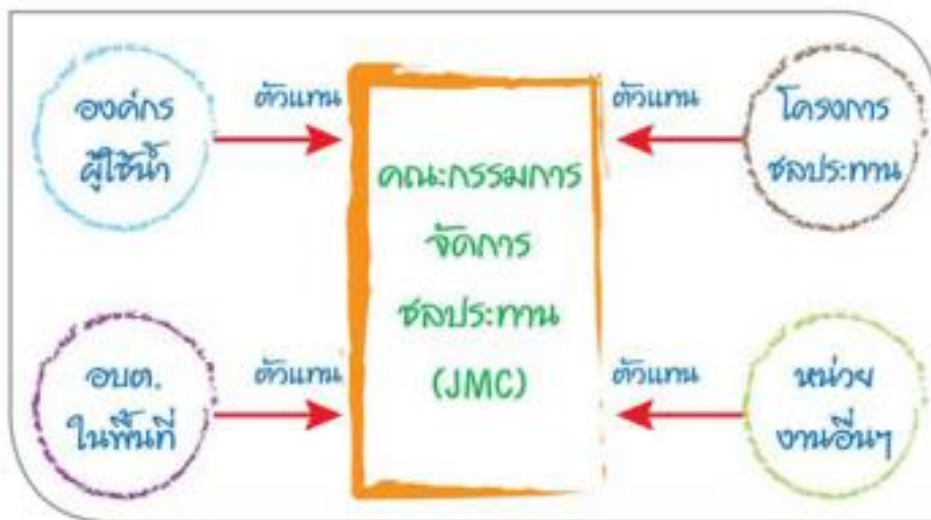 องค์กร
ผู้ใช้น้ำ
ตัวแทน
คณะกรรมการ
จัดการ
ชลประทาน
(JMC)
ตัวแทน
โครงการ
ชลประทาน
อบต.
ในพื้นที่
ตัวแทน
ตัวแทน
หน่วย
งานอื่นๆ